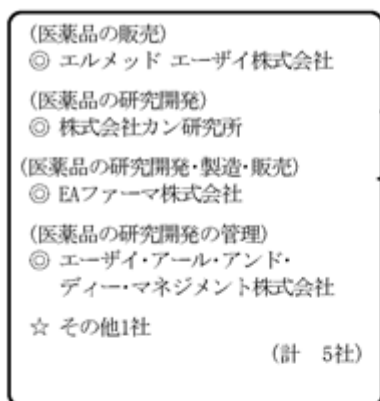 (医薬品の販売)
◎ エルメッド エーザイ株式会社
(医薬品の研究開発)
◎ 株式会社カン研究所
(医薬品の研究開発・製造・販売)
◎ EAファーマ株式会社
(医薬品の研究開発の管理)
◎ エーザイ・アール・アンド・
ディー・マネジメント株式会社
☆ その他1社
(計 5社)